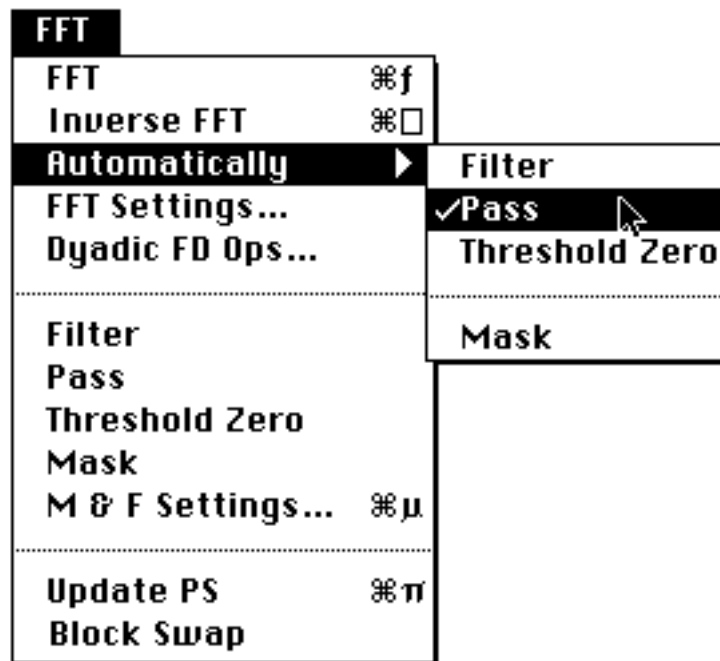 FFT
FFT ⌘ƒ
Inverse FFT ⌘□
Automatically ▶
FFT Settings...
Dyadic FD Ops...
Filter
Pass
Threshold Zero
Mask
M & F Settings... ⌘µ
Update PS ⌘π
Block Swap
Filter
✓Pass
Threshold Zero
Mask